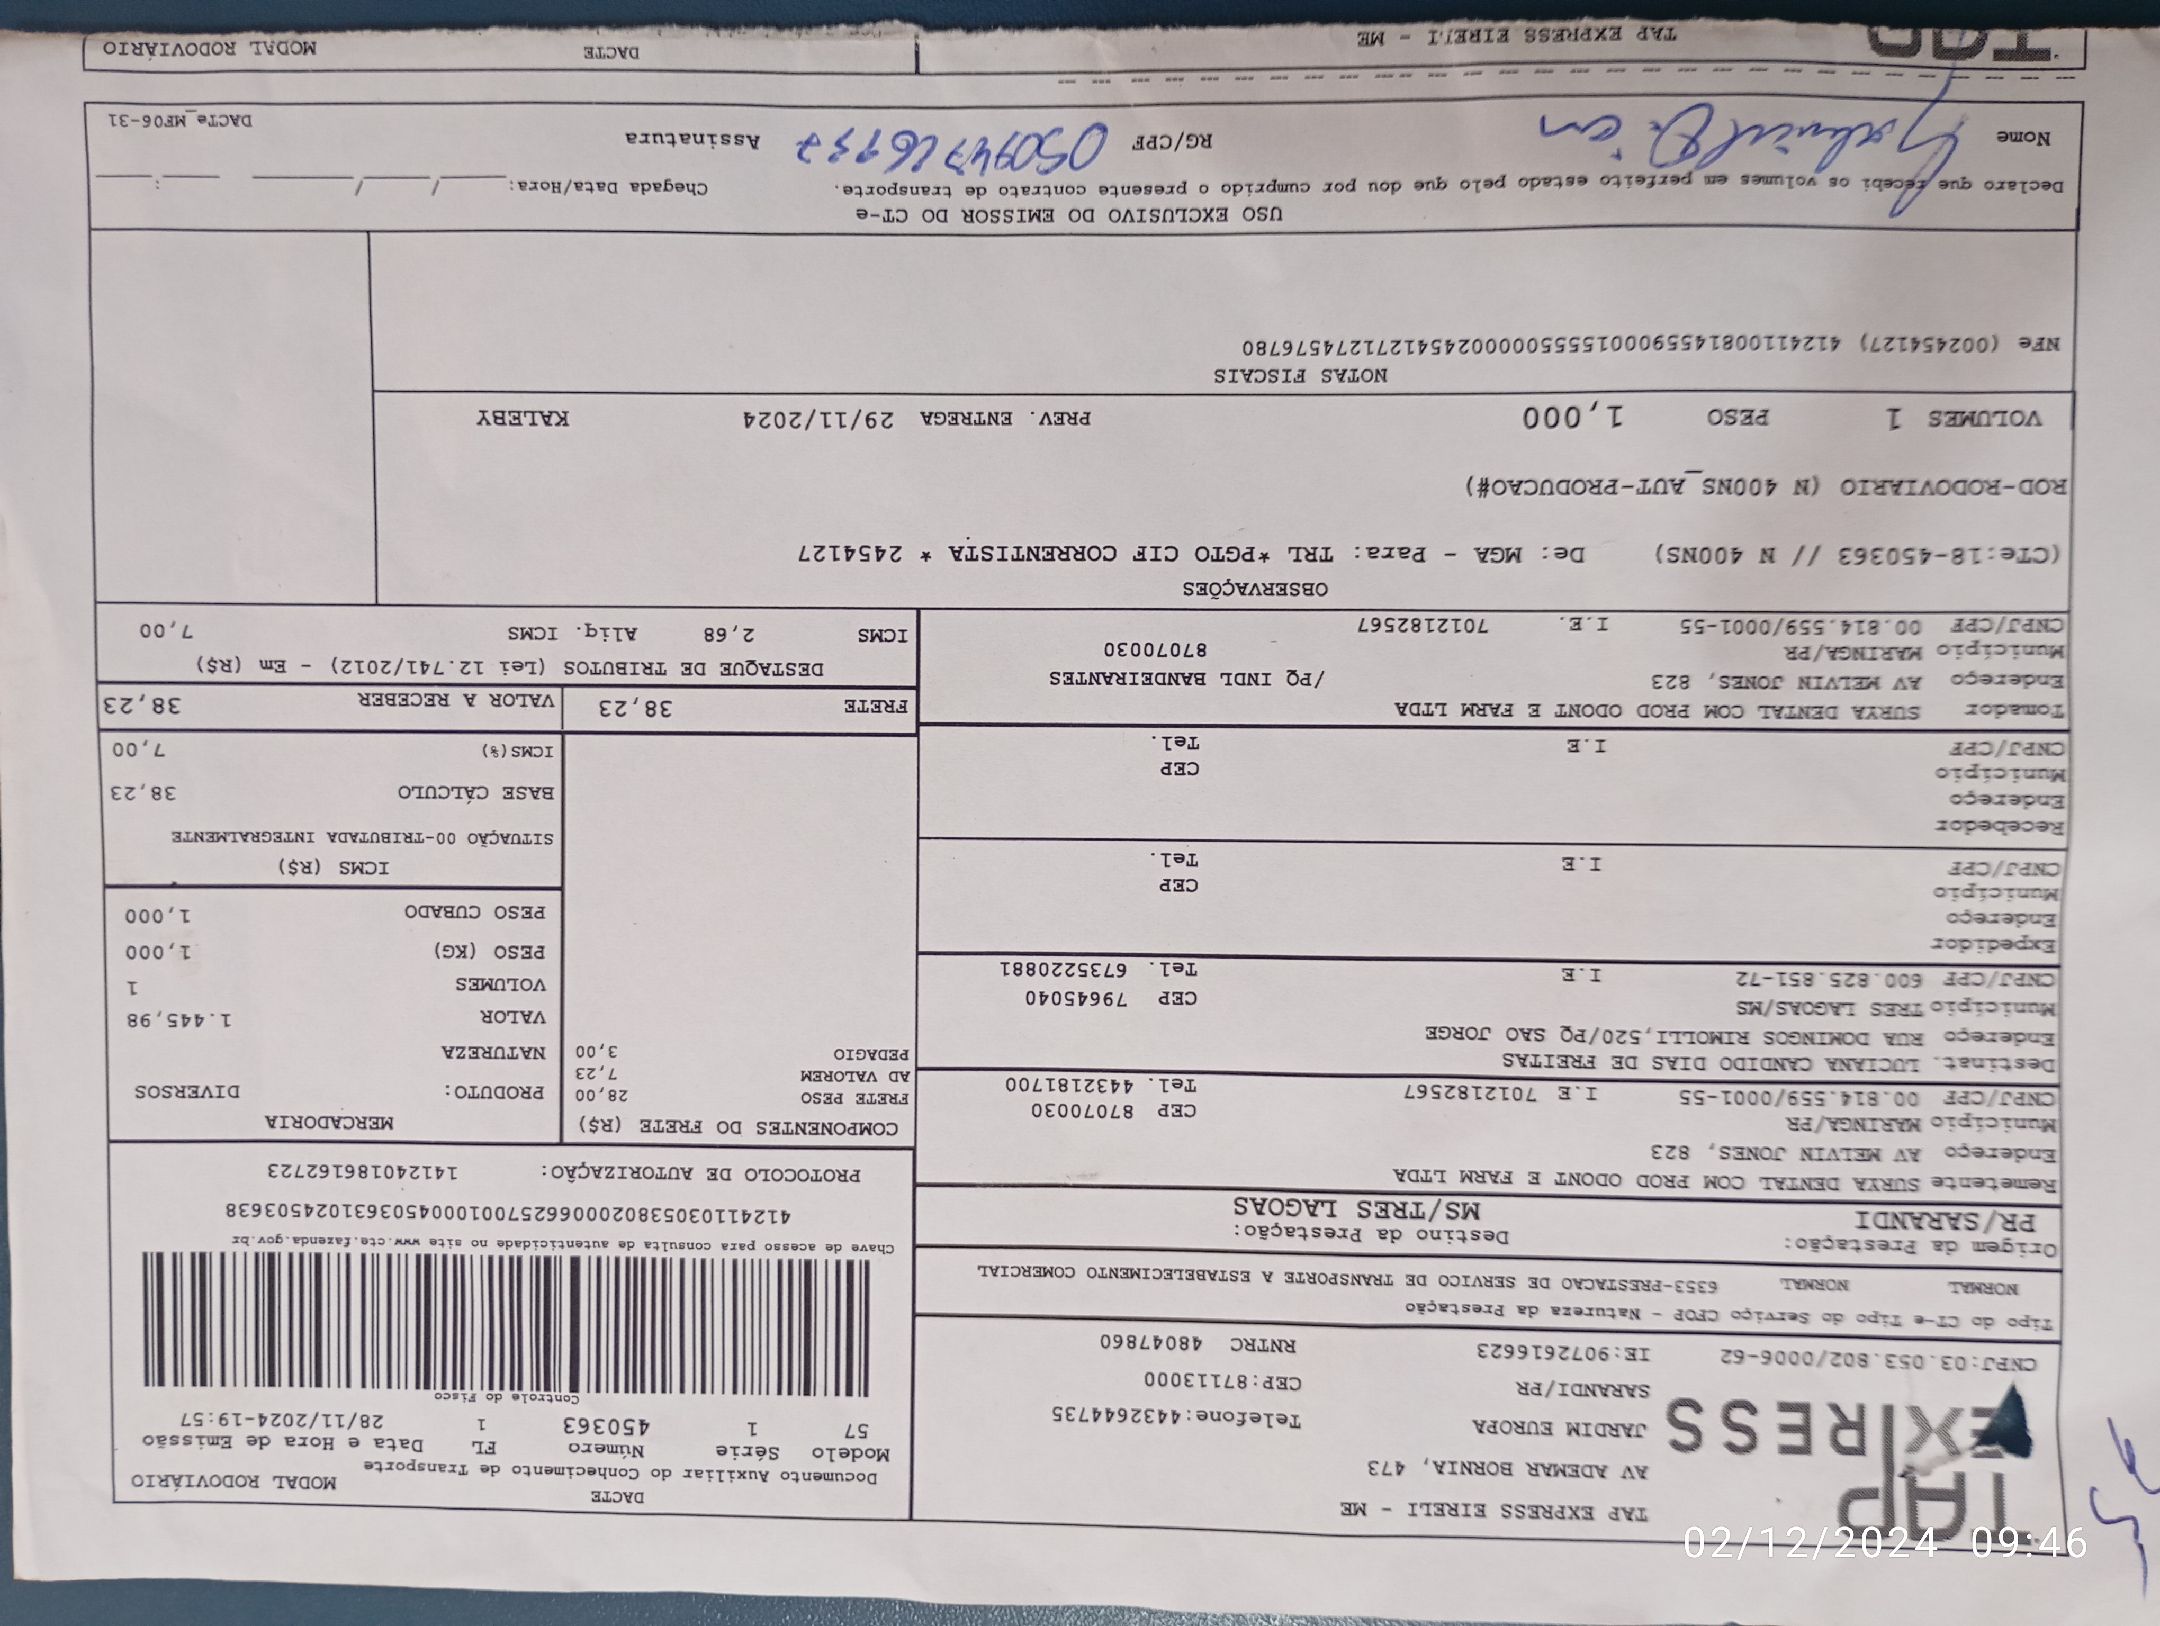 TAP
EXPRESS
TAP EXPRESS EIRELI - ME
AV ADEMAR BORNIA, 473
JARDIM EUROPA Telefone:4432644735
SARANDI/PR CEP:87113000
CNPJ:03.053.802/0006-62 IE:9072616623 RNTRC 48047860
DACTE MODAL RODOVIÁRIO
Documento Auxiliar do Conhecimento de Transporte
Modelo Série Número FL Data e Hora de Emissão
57 1 450363 1 28/11/2024-19:57
Controle do Fisco
Chave de acesso para consulta de autenticidade no site www.cte.fazenda.gov.br
41241103053802000662570010004503631024503638
PROTOCOLO DE AUTORIZAÇÃO: 141240186162723
Tipo do CT-e Tipo do Serviço CFOP - Natureza da Prestação
NORMAL NORMAL 6353-PRESTACAO DE SERVICO DE TRANSPORTE A ESTABELECIMENTO COMERCIAL
Origem da Prestação: Destino da Prestação:
PR/SARANDI MS/TRES LAGOAS
Remetente SURYA DENTAL COM PROD ODONT E FARM LTDA
Endereço AV MELVIN JONES, 823
Município MARINGA/PR CEP 87070030
CNPJ/CPF 00.814.559/0001-55 I.E 7012182567 Tel. 4432181700
Destinat. LUCIANA CANDIDO DIAS DE FREITAS
Endereço RUA DOMINGOS RIMOLLI,520/PQ SAO JORGE
Município TRES LAGOAS/MS CEP 79645040
CNPJ/CPF 600.825.851-72 I.E Tel. 6735220881
Expedidor
Endereço
Município CEP
CNPJ/CPF I.E Tel.
Recebedor
Endereço
Município CEP
CNPJ/CPF I.E Tel.
Tomador SURYA DENTAL COM PROD ODONT E FARM LTDA
Endereço AV MELVIN JONES, 823 /PQ INDL BANDEIRANTES
Município MARINGA/PR 87070030
CNPJ/CPF 00.814.559/0001-55 I.E. 7012182567
COMPONENTES DO FRETE (R$)
FRETE PESO 28,00
AD VALOREM 7,23
PEDAGIO 3,00
MERCADORIA
PRODUTO: DIVERSOS
NATUREZA
VALOR 1.445,98
VOLUMES 1
PESO (KG) 1,000
PESO CUBADO 1,000
ICMS (R$)
SITUAÇÃO 00-TRIBUTADA INTEGRALMENTE
BASE CÁLCULO 38,23
ICMS(%) 7,00
FRETE 38,23 VALOR A RECEBER 38,23
DESTAQUE DE TRIBUTOS (Lei 12.741/2012) - Em (R$)
ICMS 2,68 Aliq. ICMS 7,00
OBSERVAÇÕES
(CTe:18-450363 // N 400NS) De: MGA - Para: TRL *PGTO CIF CORRENTISTA * 2454127
ROD-RODOVIARIO (N 400NS_AUT-PRODUCAO#)
VOLUMES 1 PESO 1,000 PREV. ENTREGA 29/11/2024 KALEBY
NOTAS FISCAIS
NFe (002454127) 41241100814559000155550000024541271274576780
USO EXCLUSIVO DO EMISSOR DO CT-e
Declaro que recebi os volumes em perfeito estado pelo que dou por cumprido o presente contrato de transporte. Chegada Data/Hora: ____/____/____ ____:____
Nome RG/CPF Assinatura
DACTe_MF06-31
TAP EXPRESS EIRELI - ME
DACTE MODAL RODOVIÁRIO
02/12/2024 09:46